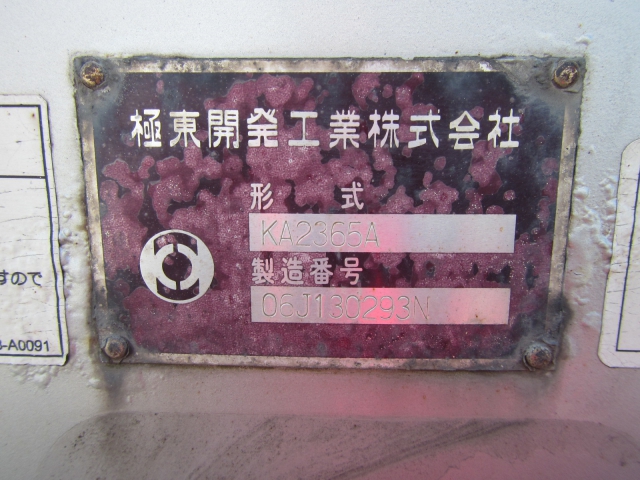 極東開発工業株式会社
形式
KA2365A
製造番号
06J130293N
すので
-A0091